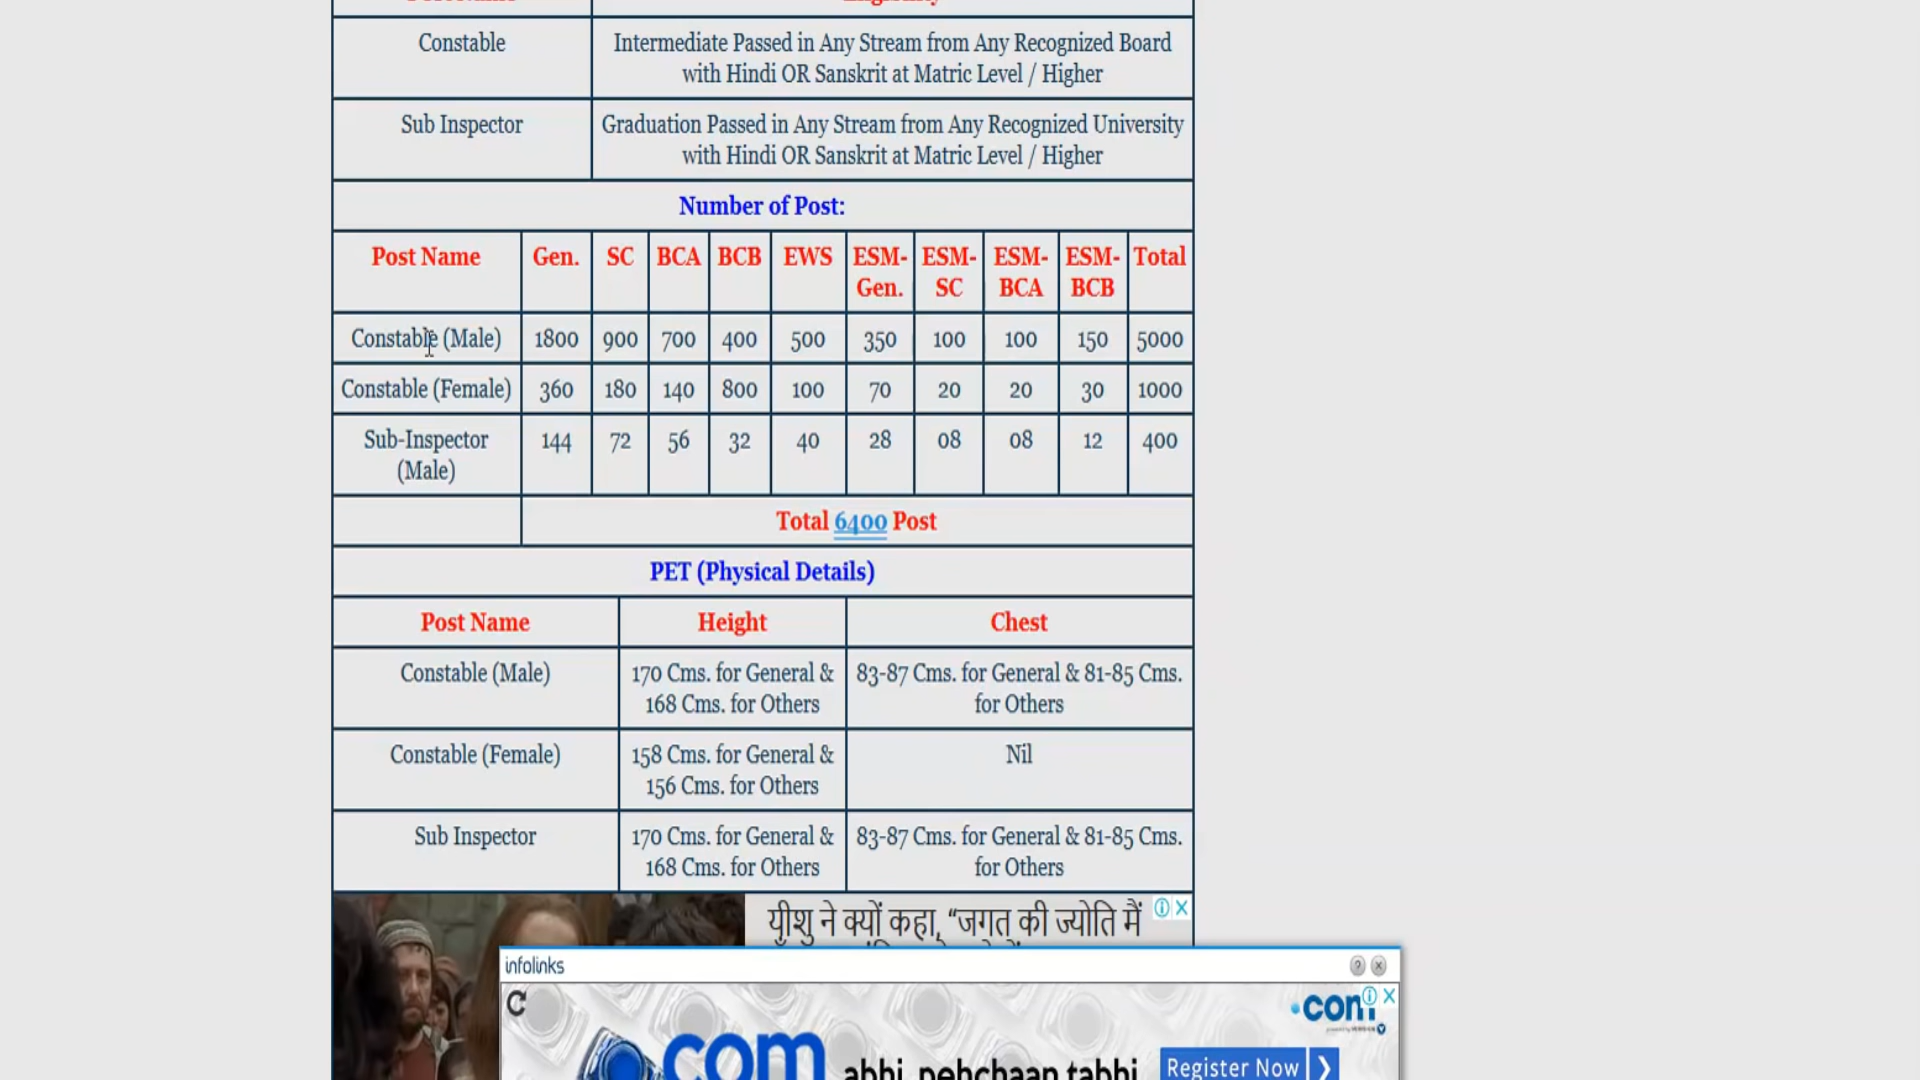 Constable
Intermediate Passed in Any Stream from Any Recognized Board
with Hindi OR Sanskrit at Matric Level / Higher
Sub Inspector
Graduation Passed in Any Stream from Any Recognized University
with Hindi OR Sanskrit at Matric Level / Higher
Number of Post:
Post Name Gen. SC BCA BCB EWS ESM- ESM- ESM- ESM- Total
Gen. SC BCA BCB
Constable (Male) 1800 900 700 400 500 350 100 100 150 5000
Constable (Female) 360 180 140 800 100 70 20 20 30 1000
Sub-Inspector 144 72 56 32 40 28 08 08 12 400
(Male)
Total 6400 Post
PET (Physical Details)
Post Name Height Chest
Constable (Male) 170 Cms. for General & 83-87 Cms. for General & 81-85 Cms.
168 Cms. for Others for Others
Constable (Female) 158 Cms. for General & Nil
156 Cms. for Others
Sub Inspector 170 Cms. for General & 83-87 Cms. for General & 81-85 Cms.
168 Cms. for Others for Others
यीशु ने क्यों कहा, “जगत की ज्योति मैं
infolinks
.com
com abhi, pehchaan tabhi
Register Now